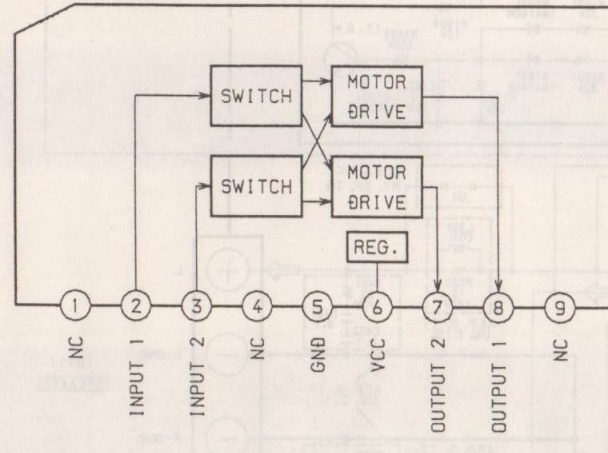 SWITCH
MOTOR
DRIVE
SWITCH
MOTOR
DRIVE
REG.
1
2
3
4
5
6
7
8
9
NC
INPUT 1
INPUT 2
NC
GND
VCC
OUTPUT 2
OUTPUT 1
NC